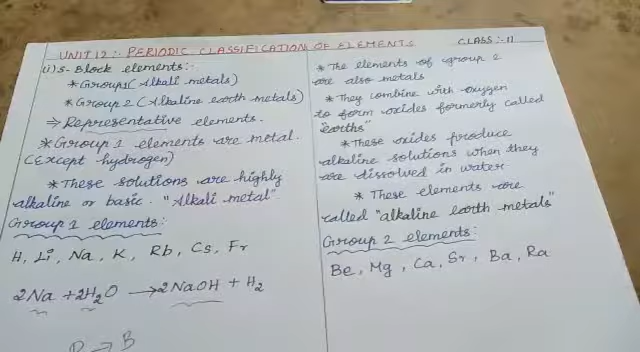 UNIT 12 :- PERIODIC CLASSIFICATION OF ELEMENTS CLASS :- 11
(i) S- Block elements:-
* Group1 (Alkali metals)
* Group 2 (Alkaline earth metals)
⇒ Representative elements.
* Group 1 elements are metal.
(Except hydrogen)
* These solutions are highly
alkaline or basic. "Alkali metal"
Group 1 elements:
H, Li, Na, K, Rb, Cs, Fr
2Na + 2H₂O → 2NaOH + H₂
→ B
* The elements of group 2
are also metals
* They combine with oxygen
to form oxides formerly called
"earths"
* These oxides produce
alkaline solutions when they
are dissolved in water
* These elements are
called "alkaline earth metals"
Group 2 elements:
Be, Mg, Ca, Sr, Ba, Ra